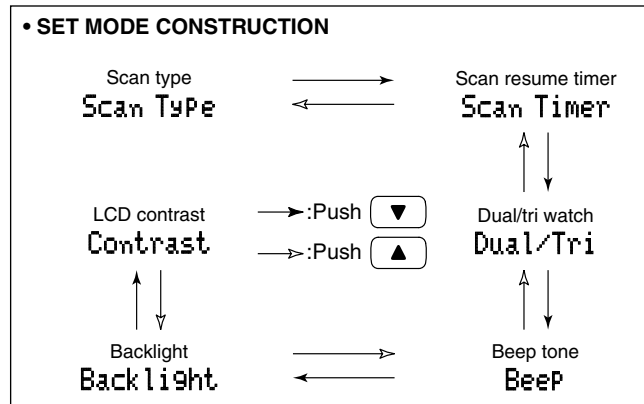 • SET MODE CONSTRUCTION
Scan type
Scan Type
Scan resume timer
Scan Timer
LCD contrast
Contrast
:Push ▼
:Push ▲
Dual/tri watch
Dual/Tri
Backlight
Backlight
Beep tone
Beep